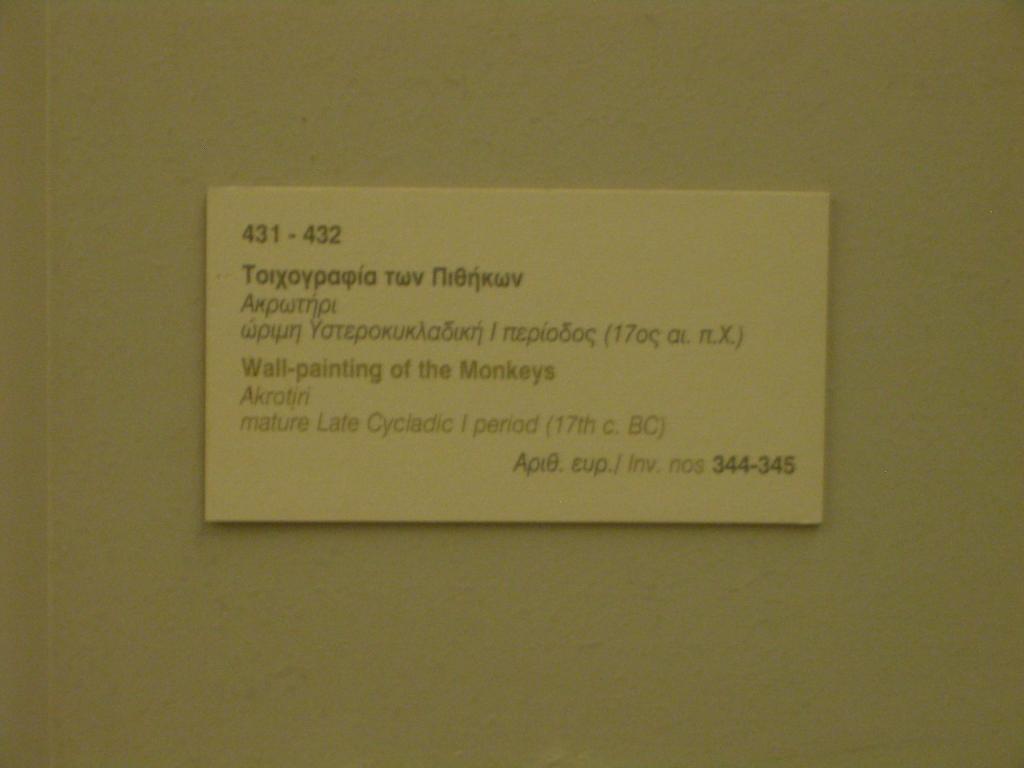 431 - 432
Τοιχογραφία των Πιθήκων
Ακρωτήρι
ώριμη Υστεροκυκλαδική Ι περίοδος (17ος αι. π.Χ.)
Wall-painting of the Monkeys
Akrotiri
mature Late Cycladic I period (17th c. BC)
Αριθ. ευρ./ Inv. nos 344-345